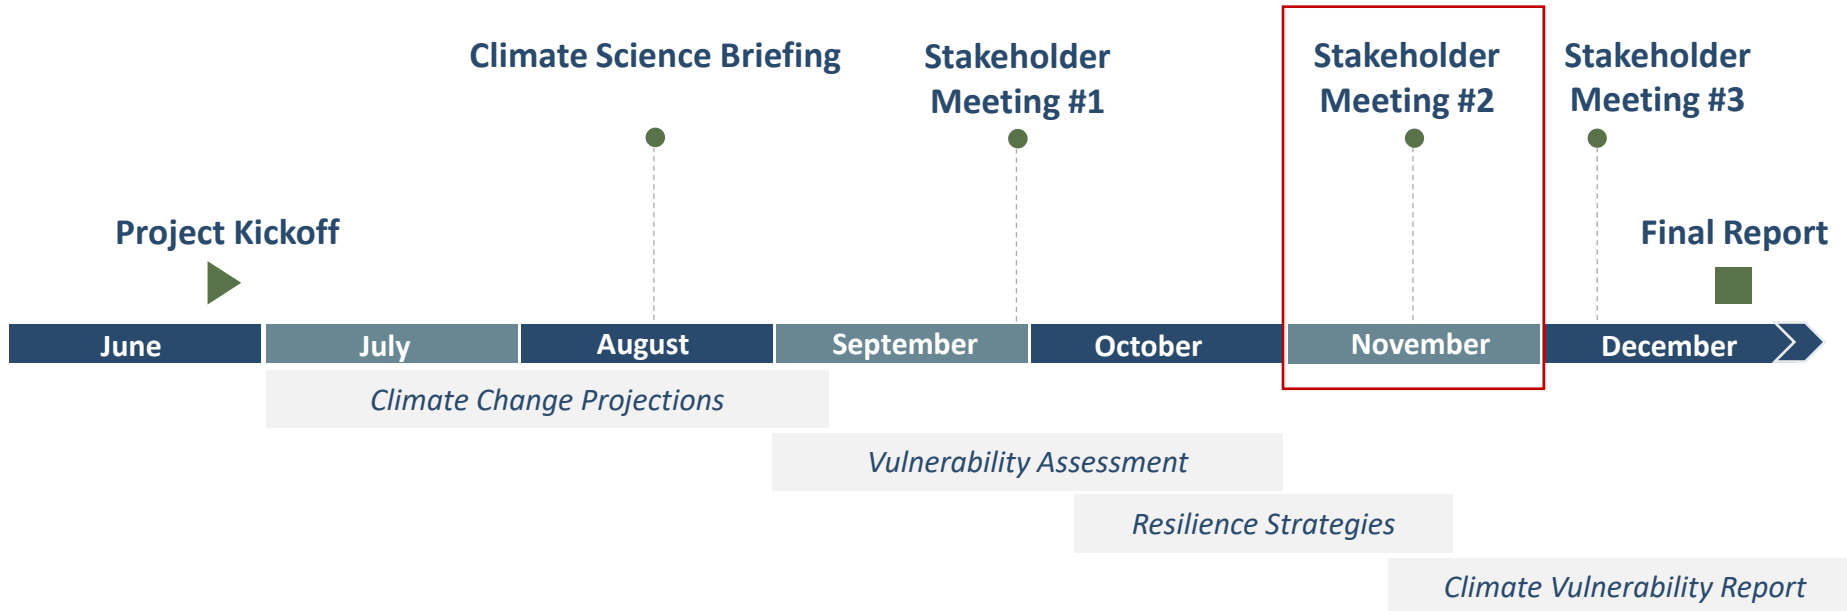 Climate Science Briefing
Stakeholder
Meeting #1
Stakeholder
Meeting #2
Stakeholder
Meeting #3
Project Kickoff
Final Report
June
July
August
September
October
November
December
Climate Change Projections
Vulnerability Assessment
Resilience Strategies
Climate Vulnerability Report